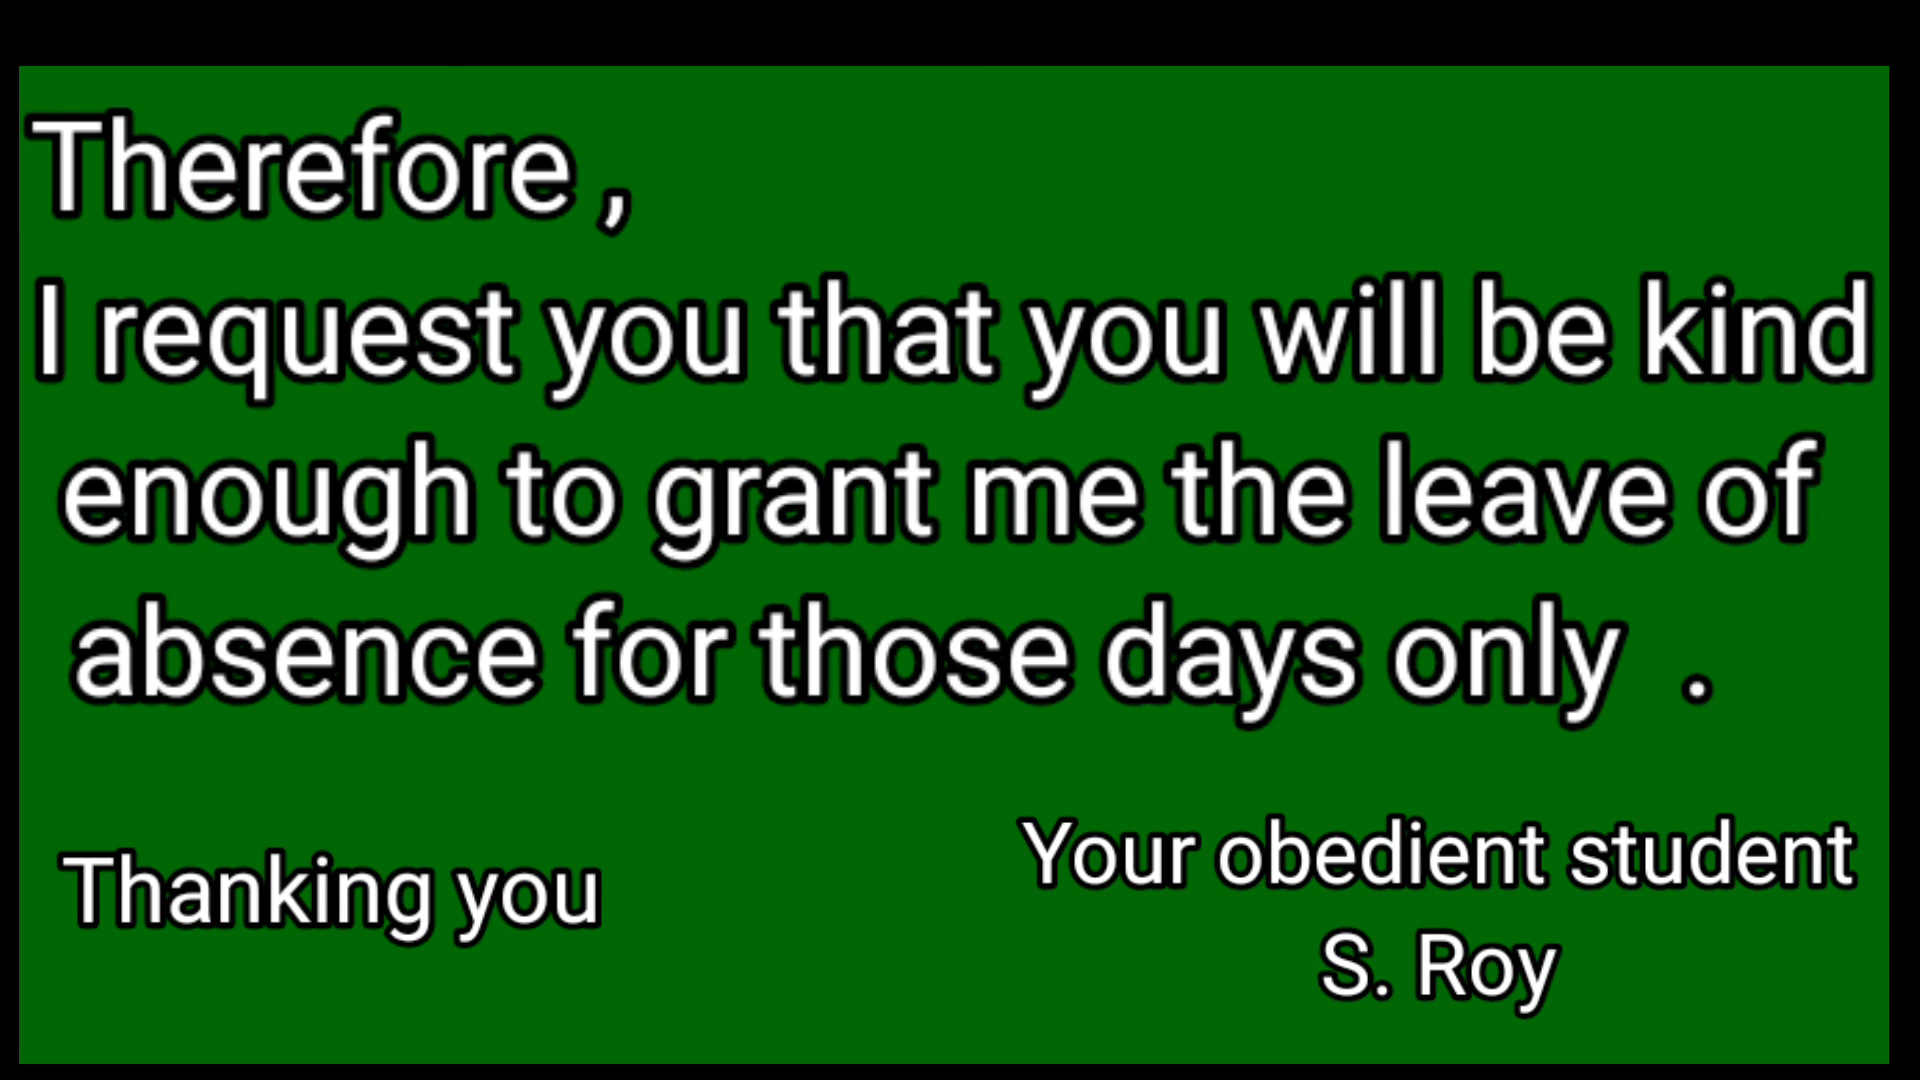 Therefore ,
I request you that you will be kind
enough to grant me the leave of
absence for those days only .
Thanking you
Your obedient student
S. Roy